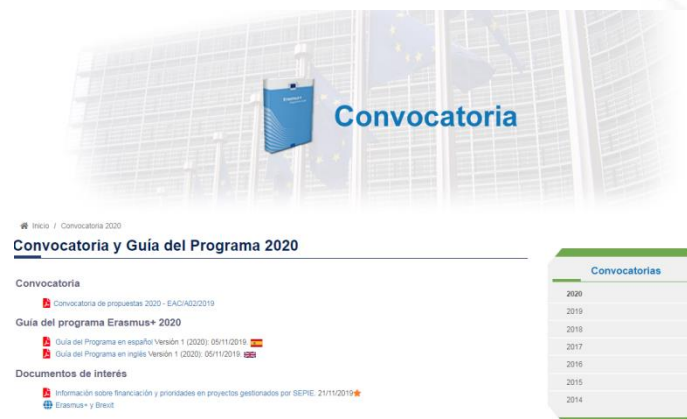 Erasmus+
Convocatoria
Inicio / Convocatoria 2020
Convocatoria y Guía del Programa 2020
Convocatoria
Convocatoria de propuestas 2020 - EAC/A02/2019
Guía del programa Erasmus+ 2020
Guía del Programa en español Versión 1 (2020): 05/11/2019.
Guía del Programa en inglés Versión 1 (2020): 05/11/2019.
Documentos de interés
Información sobre financiación y prioridades en proyectos gestionados por SEPIE. 21/11/2019
Erasmus+ y Brexit
Convocatorias
2020
2019
2018
2017
2016
2015
2014